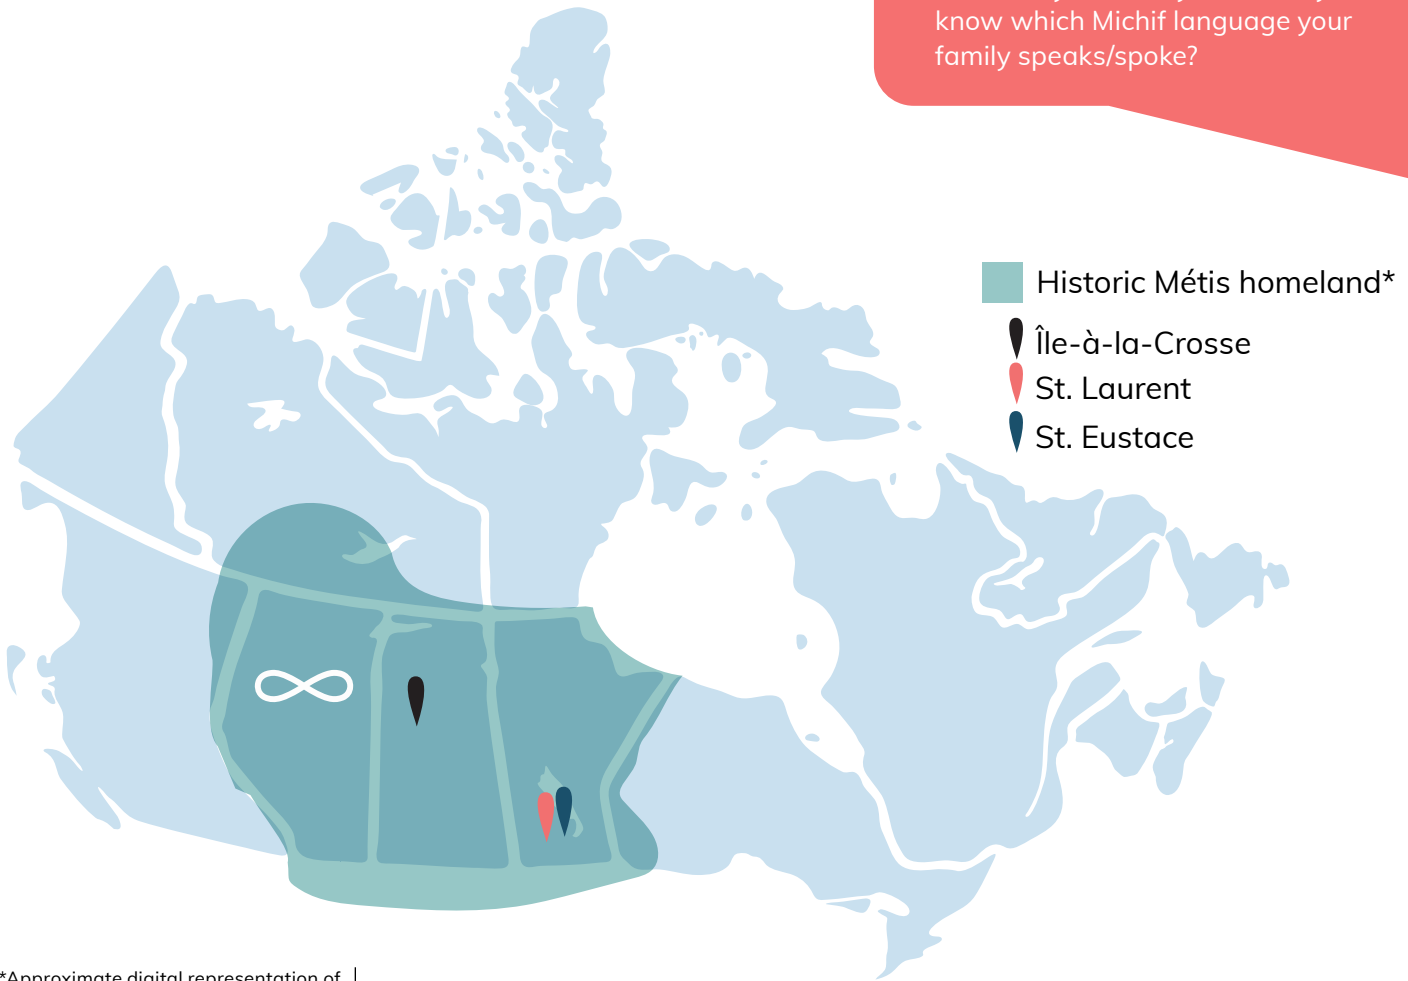 know which Michif language your
family speaks/spoke?
Historic Métis homeland*
Île-à-la-Crosse
St. Laurent
St. Eustace
*Approximate digital representation of